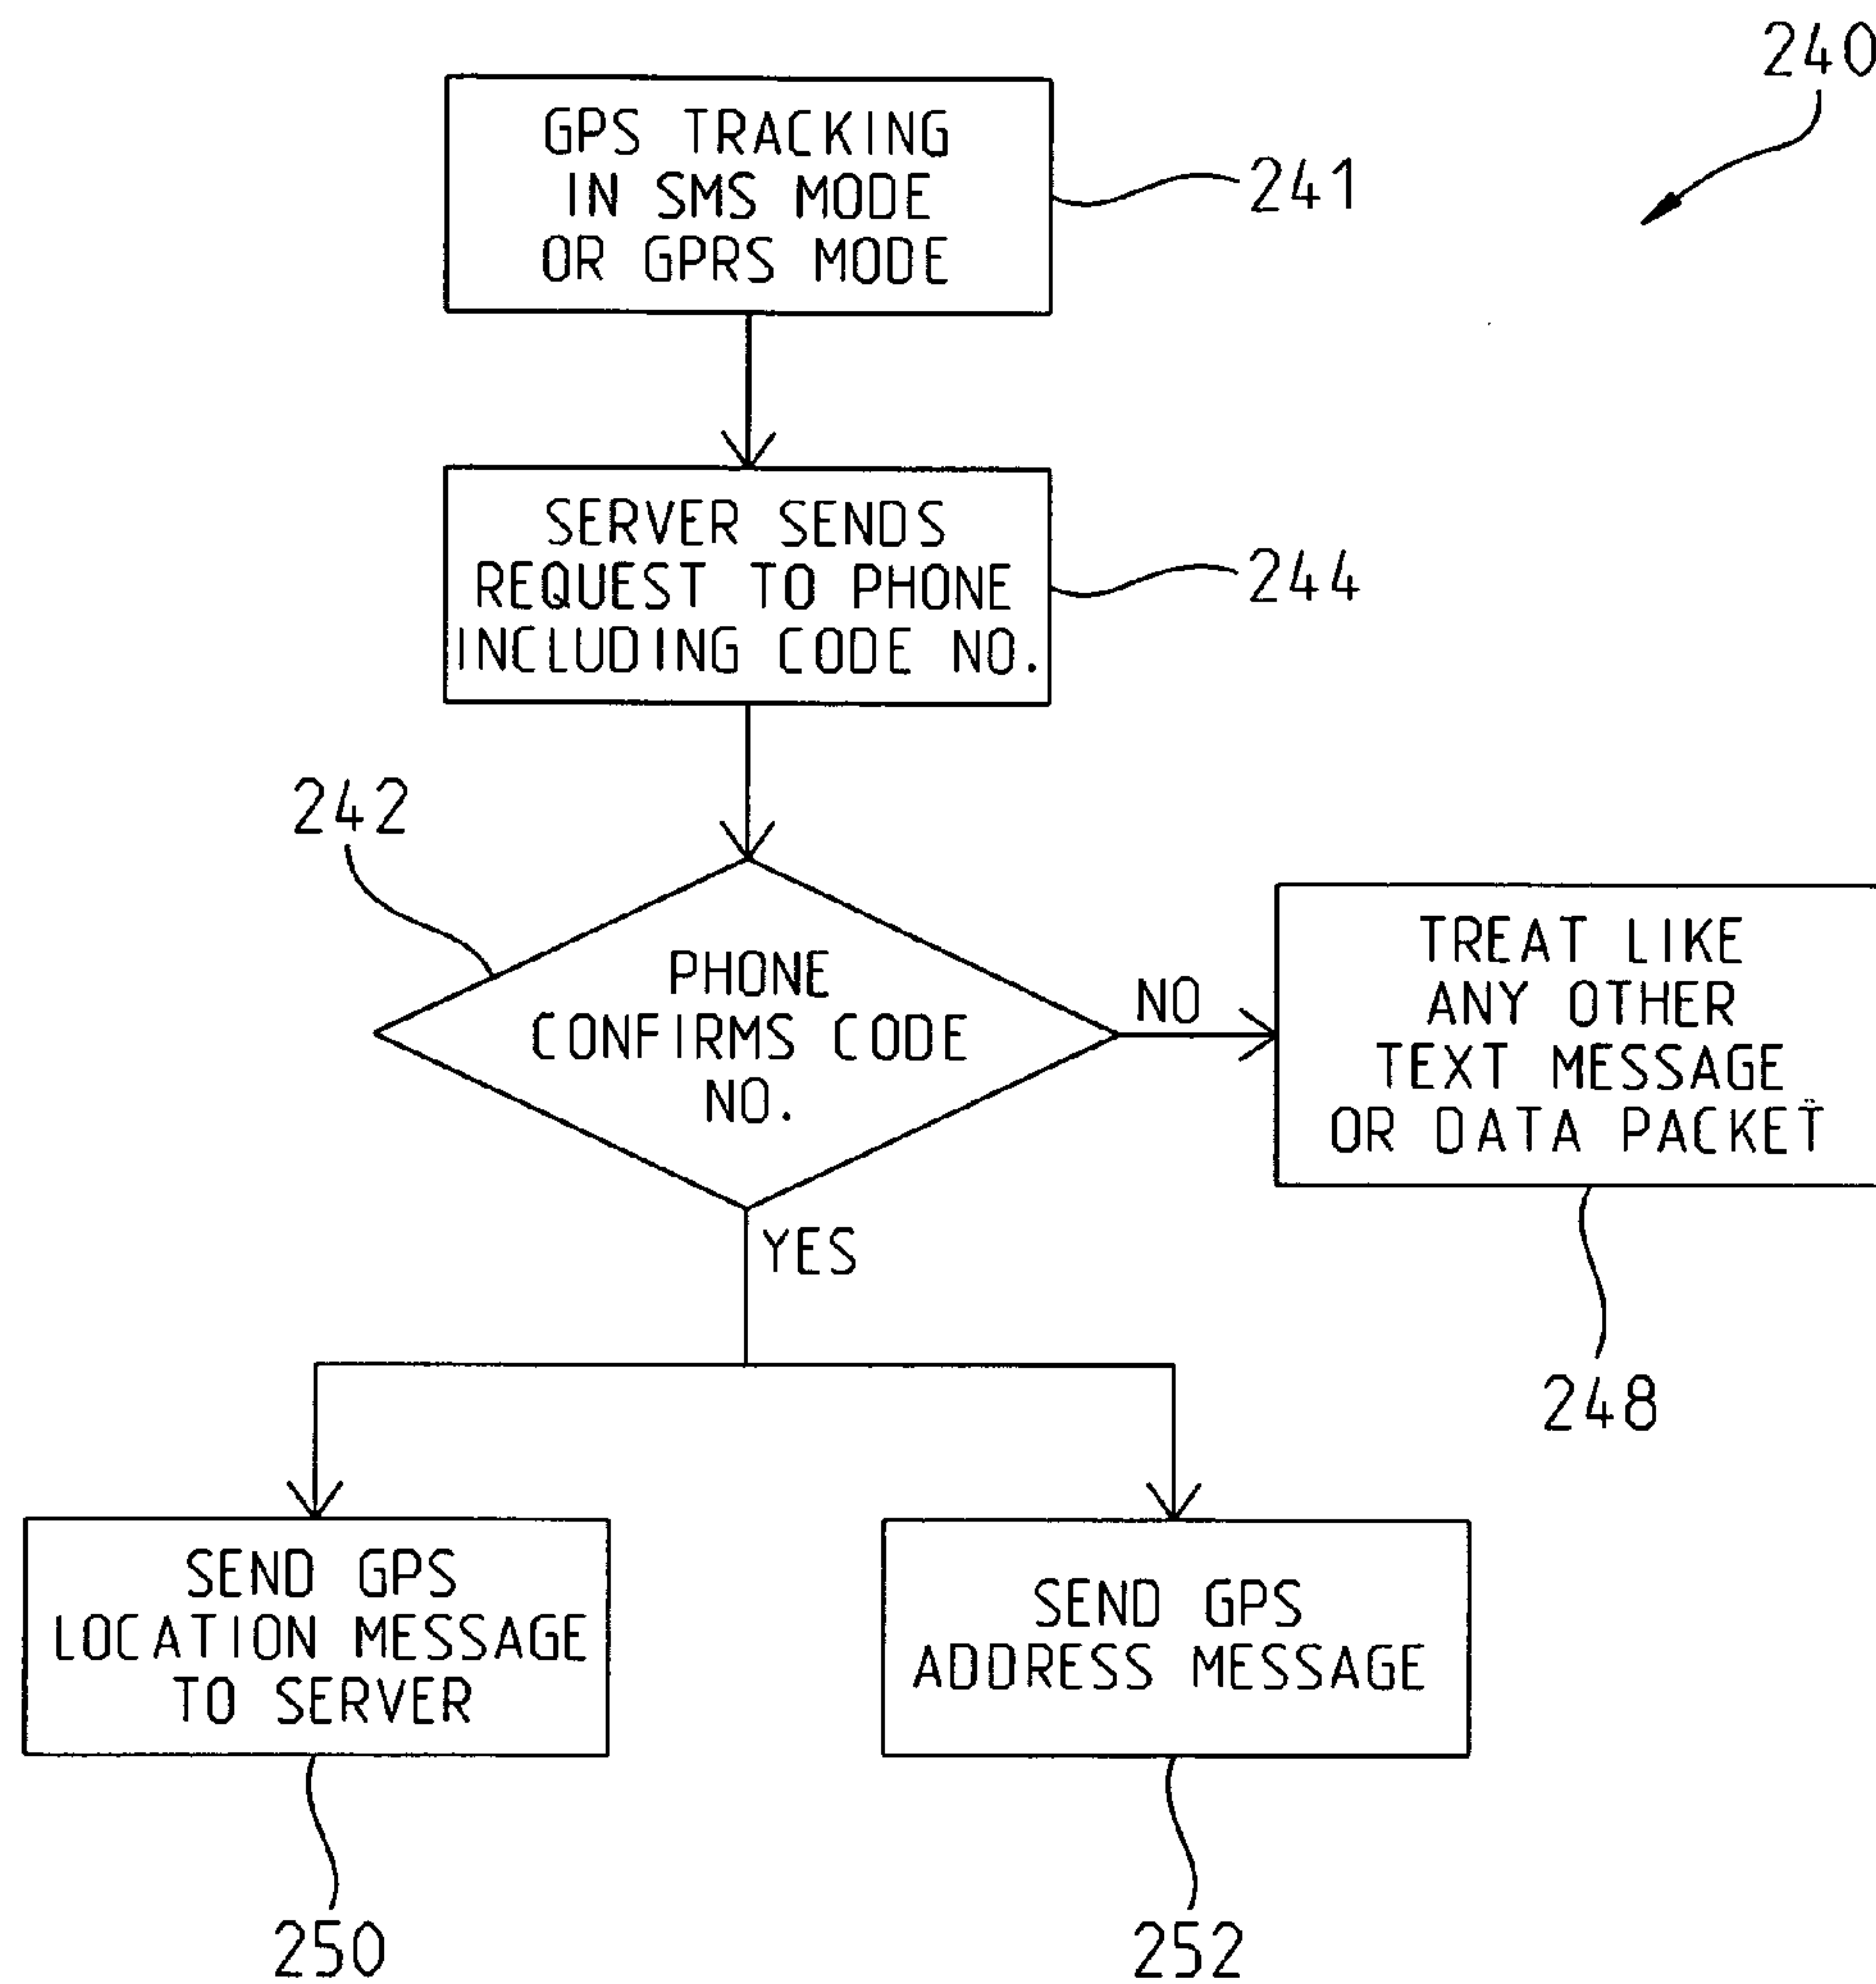 240
GPS TRACKING
IN SMS MODE
OR GPRS MODE
241
SERVER SENDS
REQUEST TO PHONE
INCLUDING CODE NO.
244
242
PHONE
CONFIRMS CODE
NO.
NO
TREAT LIKE
ANY OTHER
TEXT MESSAGE
OR DATA PACKET
248
YES
SEND GPS
LOCATION MESSAGE
TO SERVER
250
SEND GPS
ADDRESS MESSAGE
252